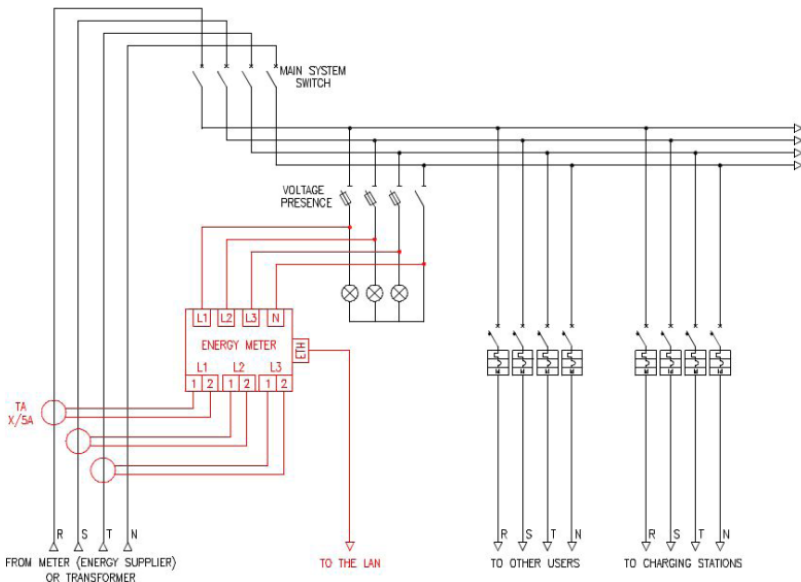 MAIN SYSTEM
SWITCH
VOLTAGE
PRESENCE
L1 L2 L3 N
ENERGY METER
ETH
L1 L2 L3
1 2 1 2 1 2
TA
X/5A
R S T N
R S T N
R S T N
FROM METER (ENERGY SUPPLIER)
OR TRANSFORMER
TO THE LAN
TO OTHER USERS
TO CHARGING STATIONS